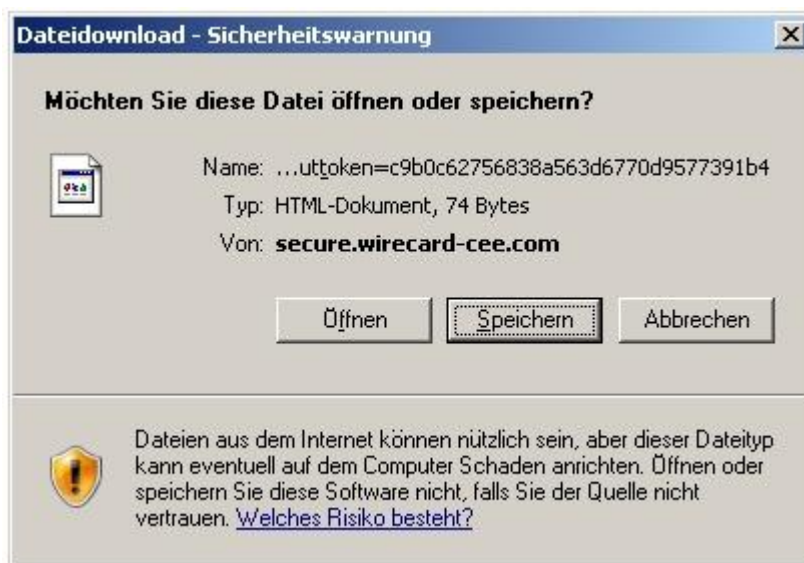 Dateidownload - Sicherheitswarnung
Möchten Sie diese Datei öffnen oder speichern?
Name: ...uttoken=c9b0c62756838a563d6770d9577391b4
Typ: HTML-Dokument, 74 Bytes
Von: secure.wirecard-cee.com
Öffnen Speichern Abbrechen
Dateien aus dem Internet können nützlich sein, aber dieser Dateityp
kann eventuell auf dem Computer Schaden anrichten. Öffnen oder
speichern Sie diese Software nicht, falls Sie der Quelle nicht
vertrauen. Welches Risiko besteht?